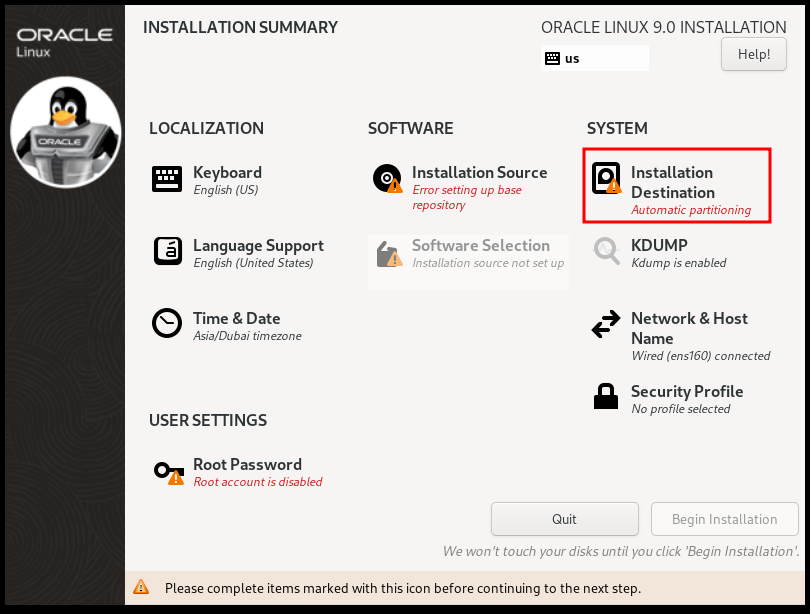 ORACLE
Linux
ORACLE
INSTALLATION SUMMARY
ORACLE LINUX 9.0 INSTALLATION
us
Help!
LOCALIZATION
Keyboard
English (US)
Language Support
English (United States)
Time & Date
Asia/Dubai timezone
SOFTWARE
Installation Source
Error setting up base
repository
Software Selection
Installation source not set up
SYSTEM
Installation
Destination
Automatic partitioning
KDUMP
Kdump is enabled
Network & Host
Name
Wired (ens160) connected
Security Profile
No profile selected
USER SETTINGS
Root Password
Root account is disabled
Quit
Begin Installation
We won't touch your disks until you click 'Begin Installation'.
Please complete items marked with this icon before continuing to the next step.